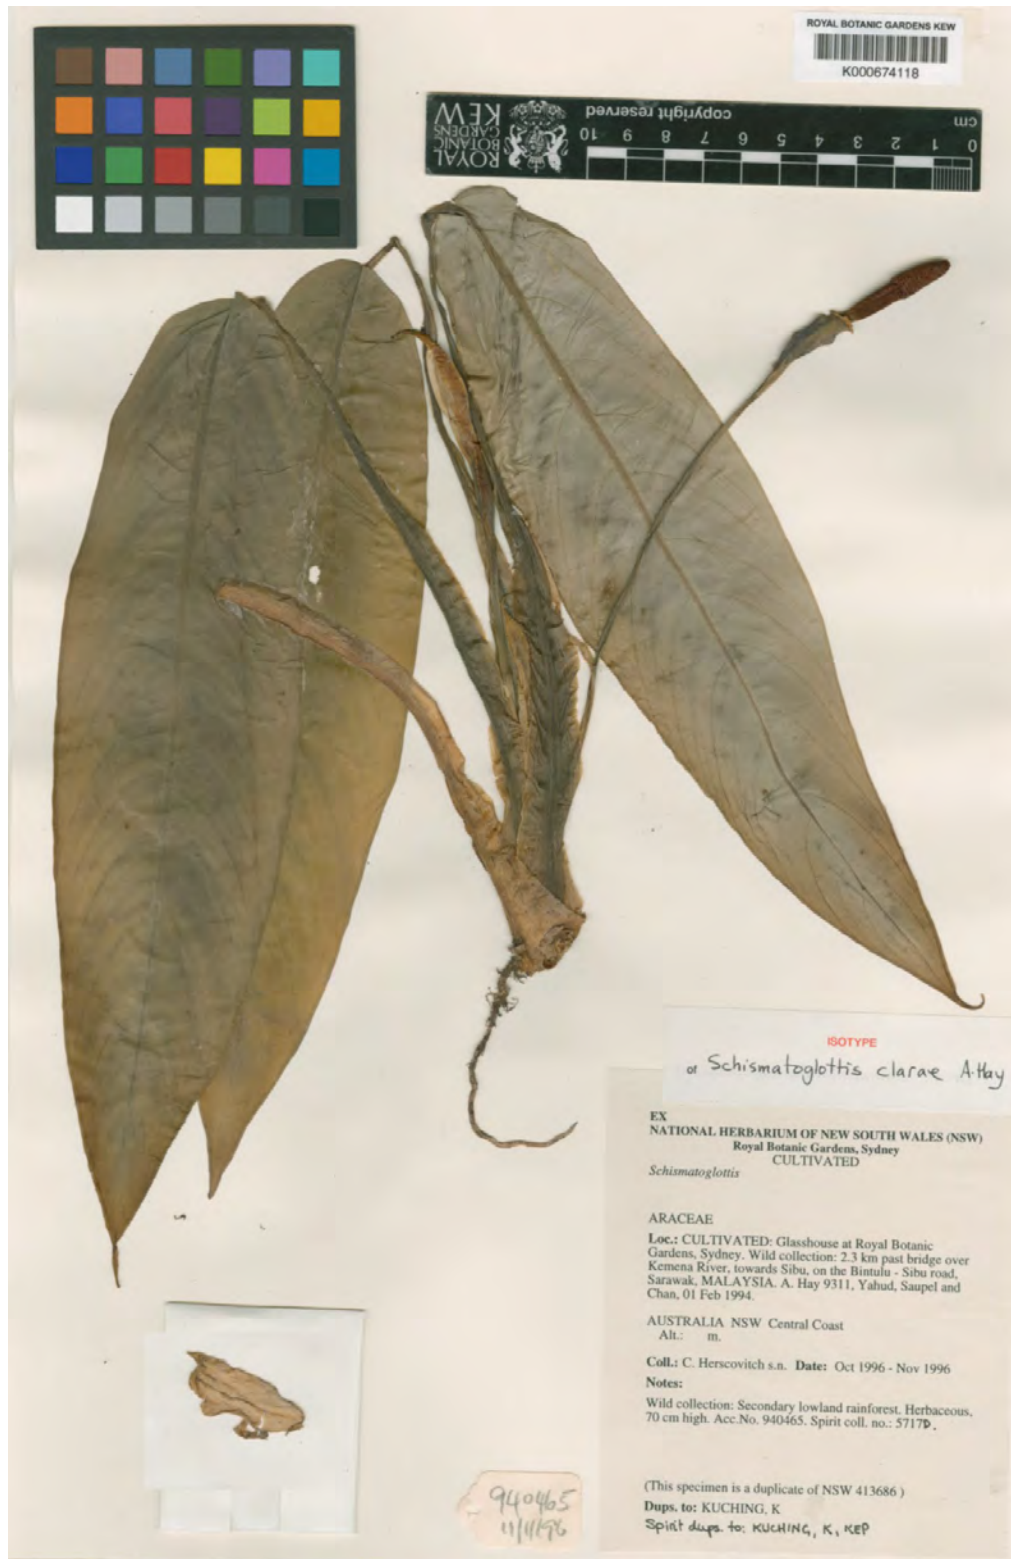 ROYAL BOTANIC GARDENS KEW
K000674118
ROYAL
BOTANIC
GARDENS
KEW
copyright reserved
cm
10 9 8 7 6 5 4 3 2 1 0
ISOTYPE
of Schismatoglottis clarae A. Hay
EX
NATIONAL HERBARIUM OF NEW SOUTH WALES (NSW)
Royal Botanic Gardens, Sydney
CULTIVATED
Schismatoglottis
ARACEAE
Loc.: CULTIVATED: Glasshouse at Royal Botanic
Gardens, Sydney. Wild collection: 2.3 km past bridge over
Kemena River, towards Sibu, on the Bintulu - Sibu road,
Sarawak, MALAYSIA. A. Hay 9311, Yahud, Saupel and
Chan, 01 Feb 1994.
AUSTRALIA NSW Central Coast
Alt.: m.
Coll.: C. Herscovitch s.n. Date: Oct 1996 - Nov 1996
Notes:
Wild collection: Secondary lowland rainforest. Herbaceous,
70 cm high. Acc.No. 940465. Spirit coll. no.: 5717D.
(This specimen is a duplicate of NSW 413686 )
Dups. to: KUCHING, K
Spirit dups. to: KUCHING, K, KEP
940465
11/11/96